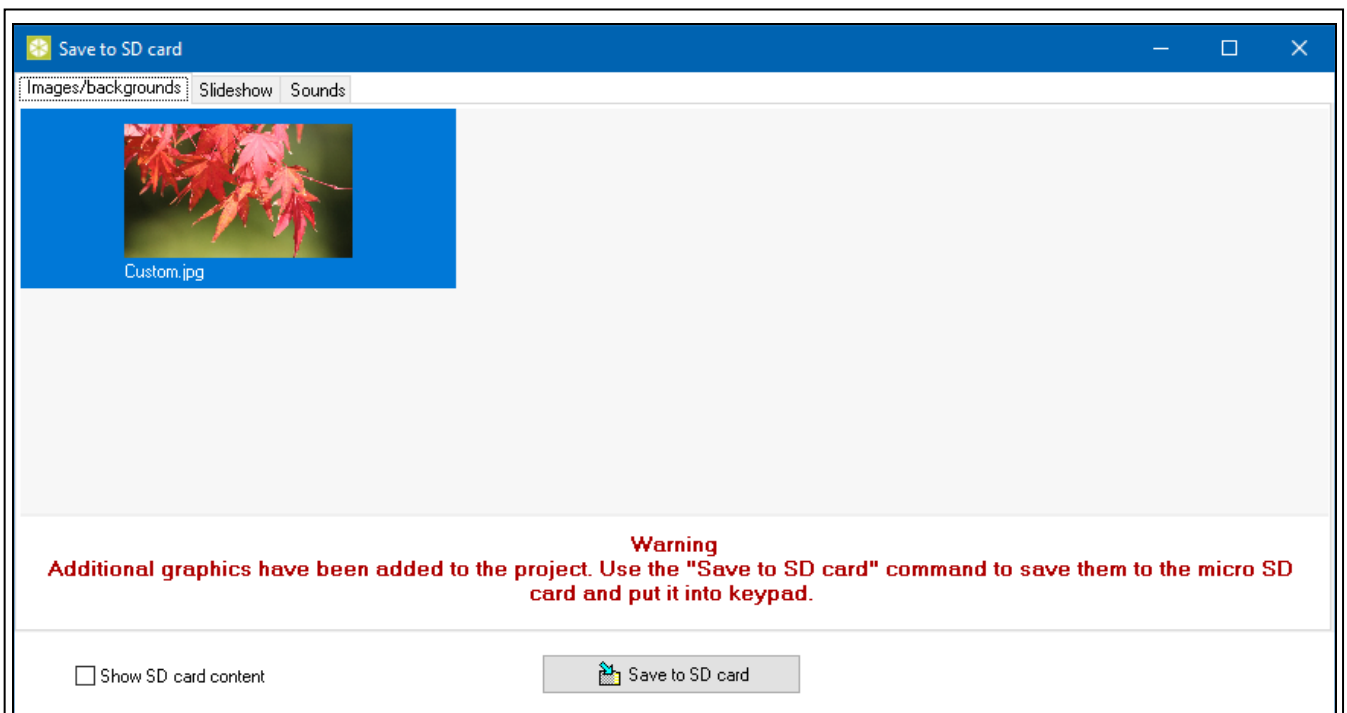 Save to SD card
Images/backgrounds Slideshow Sounds
Custom.jpg
Warning
Additional graphics have been added to the project. Use the "Save to SD card" command to save them to the micro SD
card and put it into keypad.
Show SD card content Save to SD card